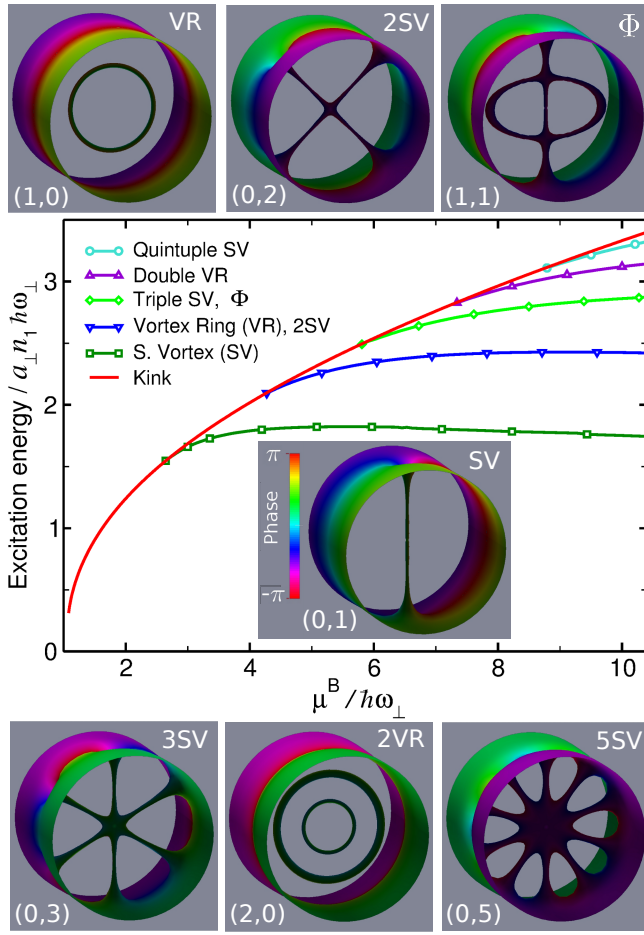 VR
2SV
Φ
(1,0)
(0,2)
(1,1)
Excitation energy / a⊥ n₁ ħω⊥
3
2
1
0
Quintuple SV
Double VR
Triple SV, Φ
Vortex Ring (VR), 2SV
S. Vortex (SV)
Kink
SV
π
Phase
-π
(0,1)
2
4
6
8
10
μᴮ / ħω⊥
3SV
2VR
5SV
(0,3)
(2,0)
(0,5)